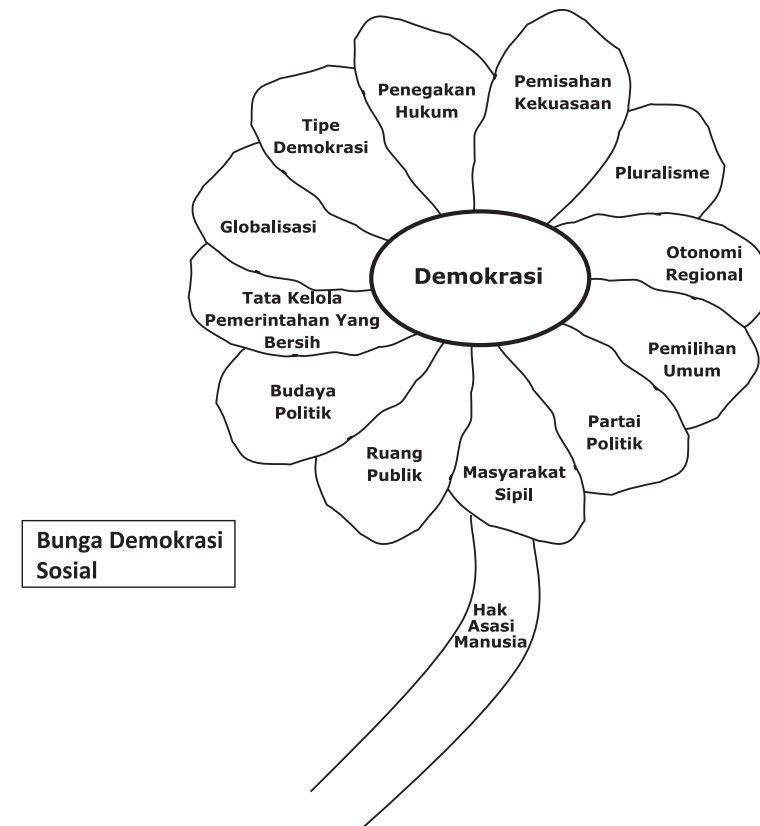 Penegakan
Hukum
Pemisahan
Kekuasaan
Tipe
Demokrasi
Pluralisme
Globalisasi
Otonomi
Regional
Demokrasi
Tata Kelola
Pemerintahan Yang
Bersih
Pemilihan
Umum
Budaya
Politik
Partai
Politik
Ruang
Publik
Masyarakat
Sipil
Bunga Demokrasi
Sosial
Hak
Asasi
Manusia